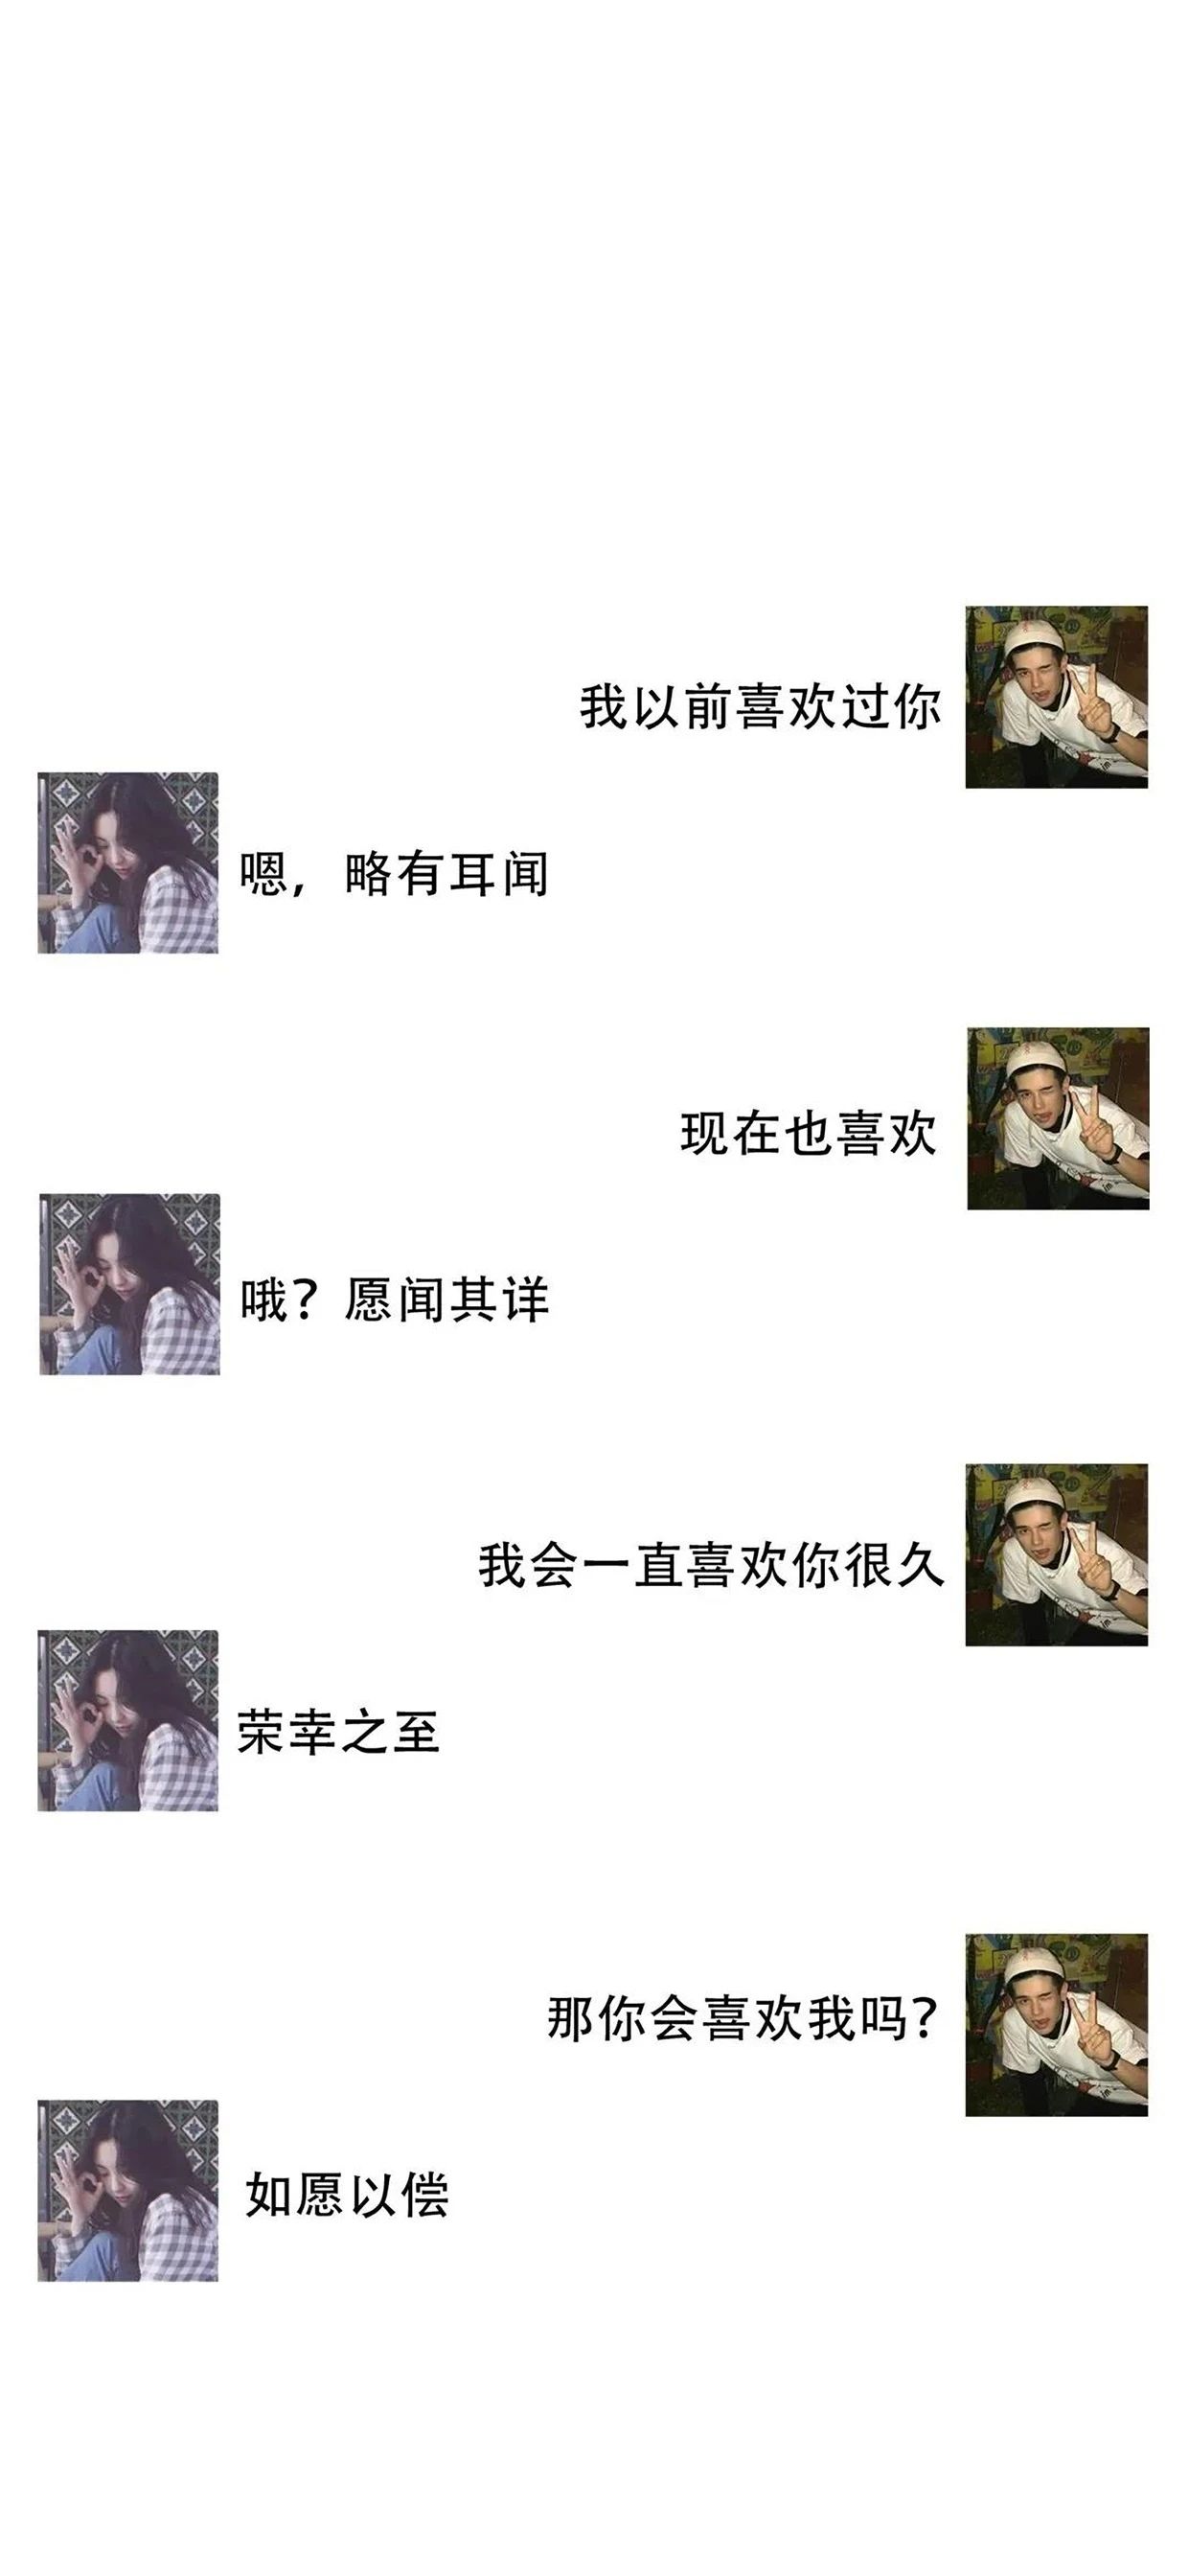 我以前喜欢过你
嗯，略有耳闻
现在也喜欢
哦？愿闻其详
我会一直喜欢你很久
荣幸之至
那你会喜欢我吗？
如愿以偿